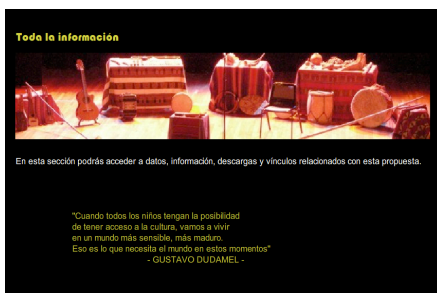 Toda la información
En esta sección podrás acceder a datos, información, descargas y vínculos relacionados con esta propuesta.
"Cuando todos los niños tengan la posibilidad
de tener acceso a la cultura, vamos a vivir
en un mundo más sensible, más maduro.
Eso es lo que necesita el mundo en estos momentos"
- GUSTAVO DUDAMEL -